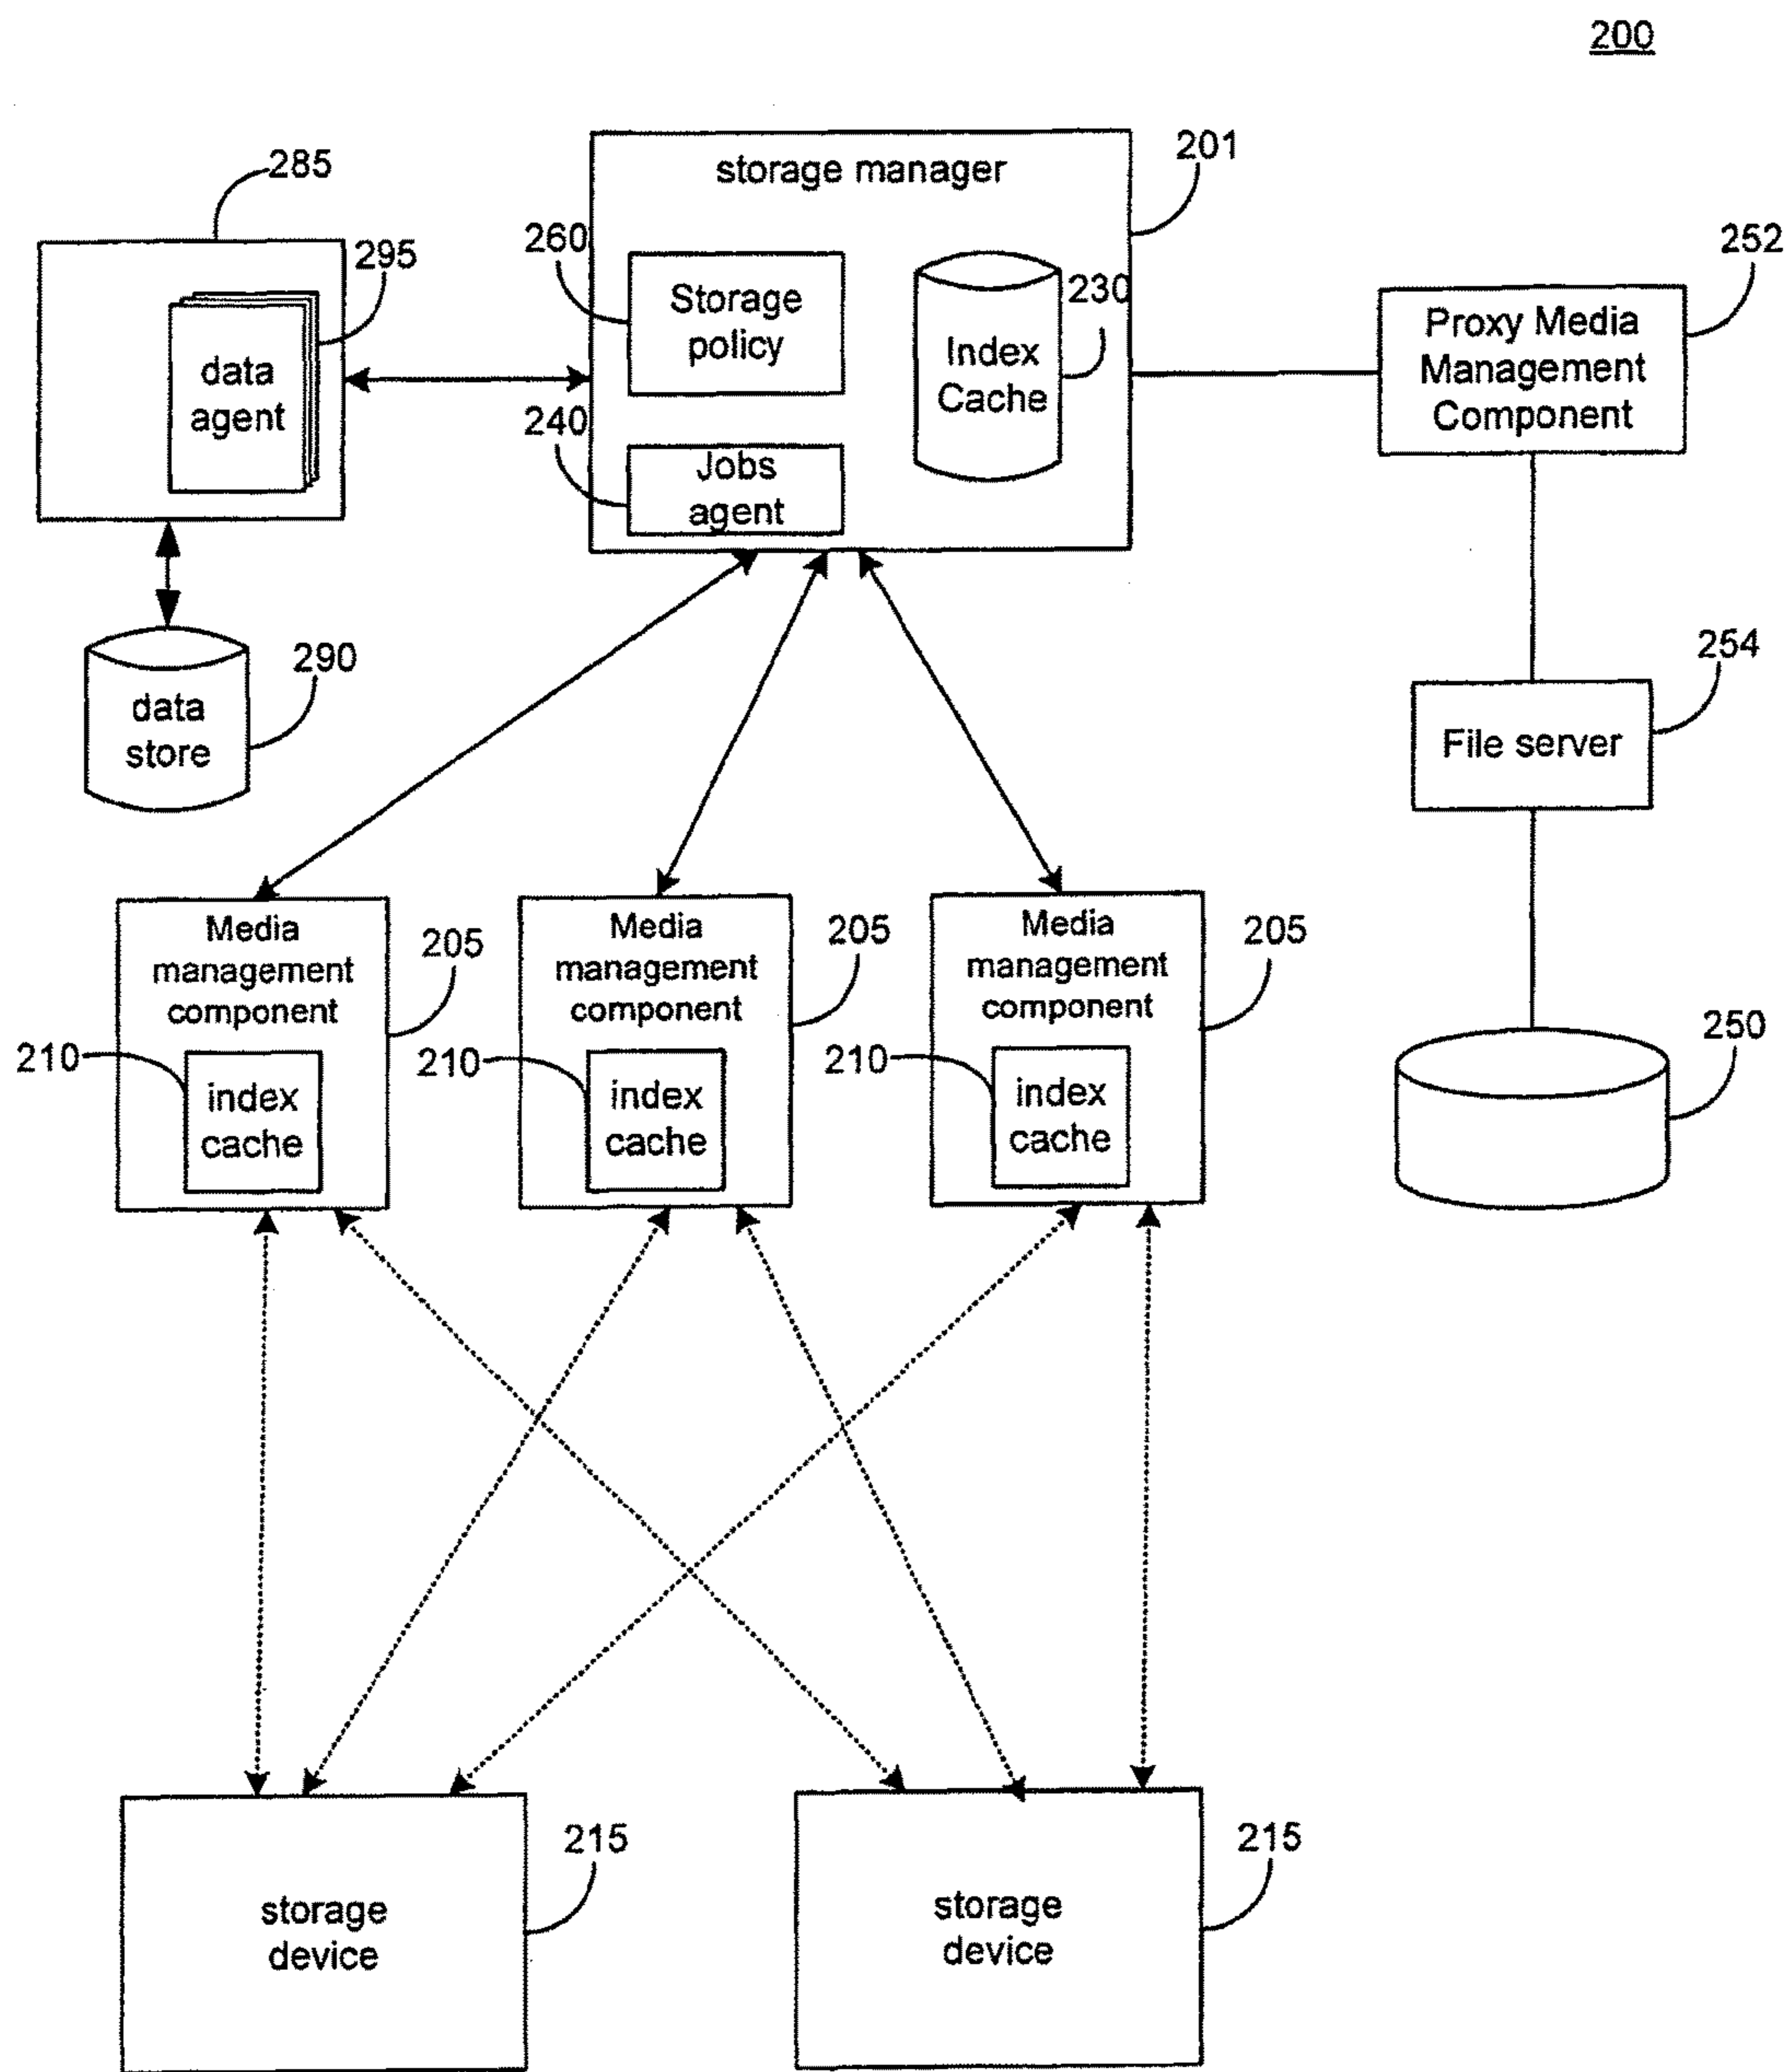 200
285
295
data
agent
290
data
store
storage manager
201
260
Storage
policy
230
Index
Cache
240
Jobs
agent
252
Proxy Media
Management
Component
254
File server
250
Media
management
component
205
210
index
cache
Media
management
component
205
210
index
cache
Media
management
component
205
210
index
cache
storage
device
215
storage
device
215